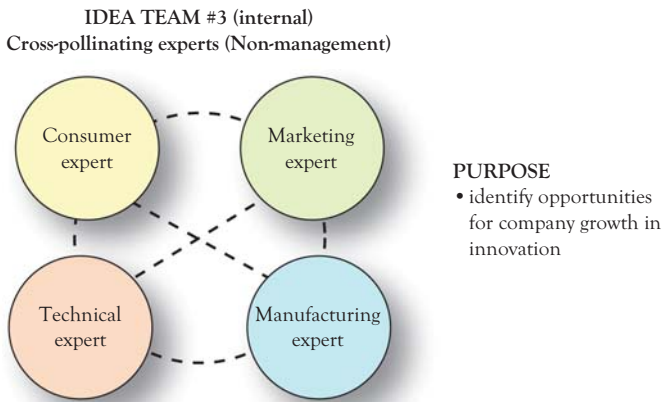 IDEA TEAM #3 (internal)
Cross-pollinating experts (Non-management)
Consumer
expert
Marketing
expert
PURPOSE
• identify opportunities
for company growth in
innovation
Technical
expert
Manufacturing
expert